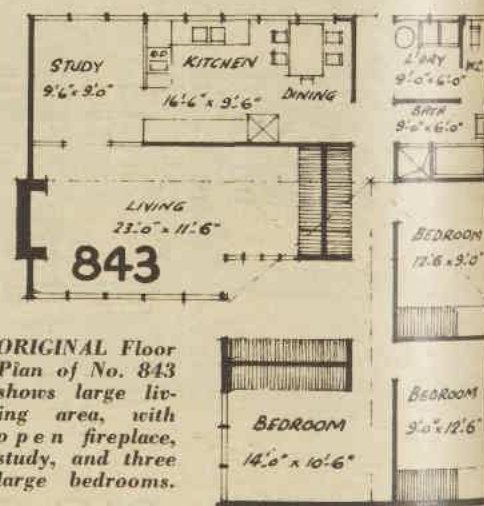 STUDY
9'·6" x 9'·0"
KITCHEN
16'·6" x 9'·6"
DINING
L'DRY
9'·0" x 6'·0"
W.C.
BATH
9'·0" x 6'·0"
LIVING
23'·0" x 11'·6"
843
BEDROOM
12'·6 x 9'·0"
ORIGINAL Floor
Plan of No. 843
shows large liv-
ing area, with
open fireplace,
study, and three
large bedrooms.
BEDROOM
14'·0" x 10'·6"
BEDROOM
9'·0" x 12'·6"